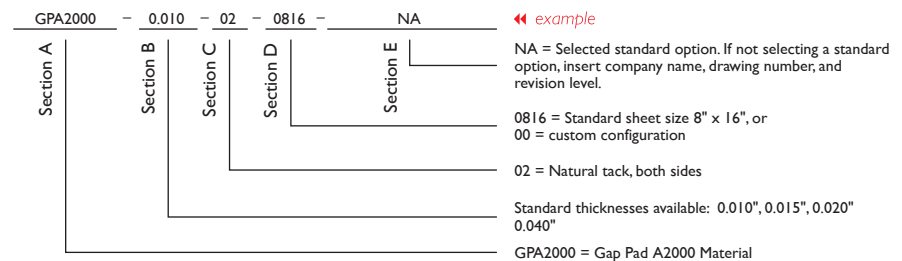 GPA2000 – 0.010 – 02 – 0816 – NA
example
Section A
Section B
Section C
Section D
Section E
NA = Selected standard option. If not selecting a standard
option, insert company name, drawing number, and
revision level.
0816 = Standard sheet size 8" x 16", or
00 = custom configuration
02 = Natural tack, both sides
Standard thicknesses available: 0.010", 0.015", 0.020"
0.040"
GPA2000 = Gap Pad A2000 Material